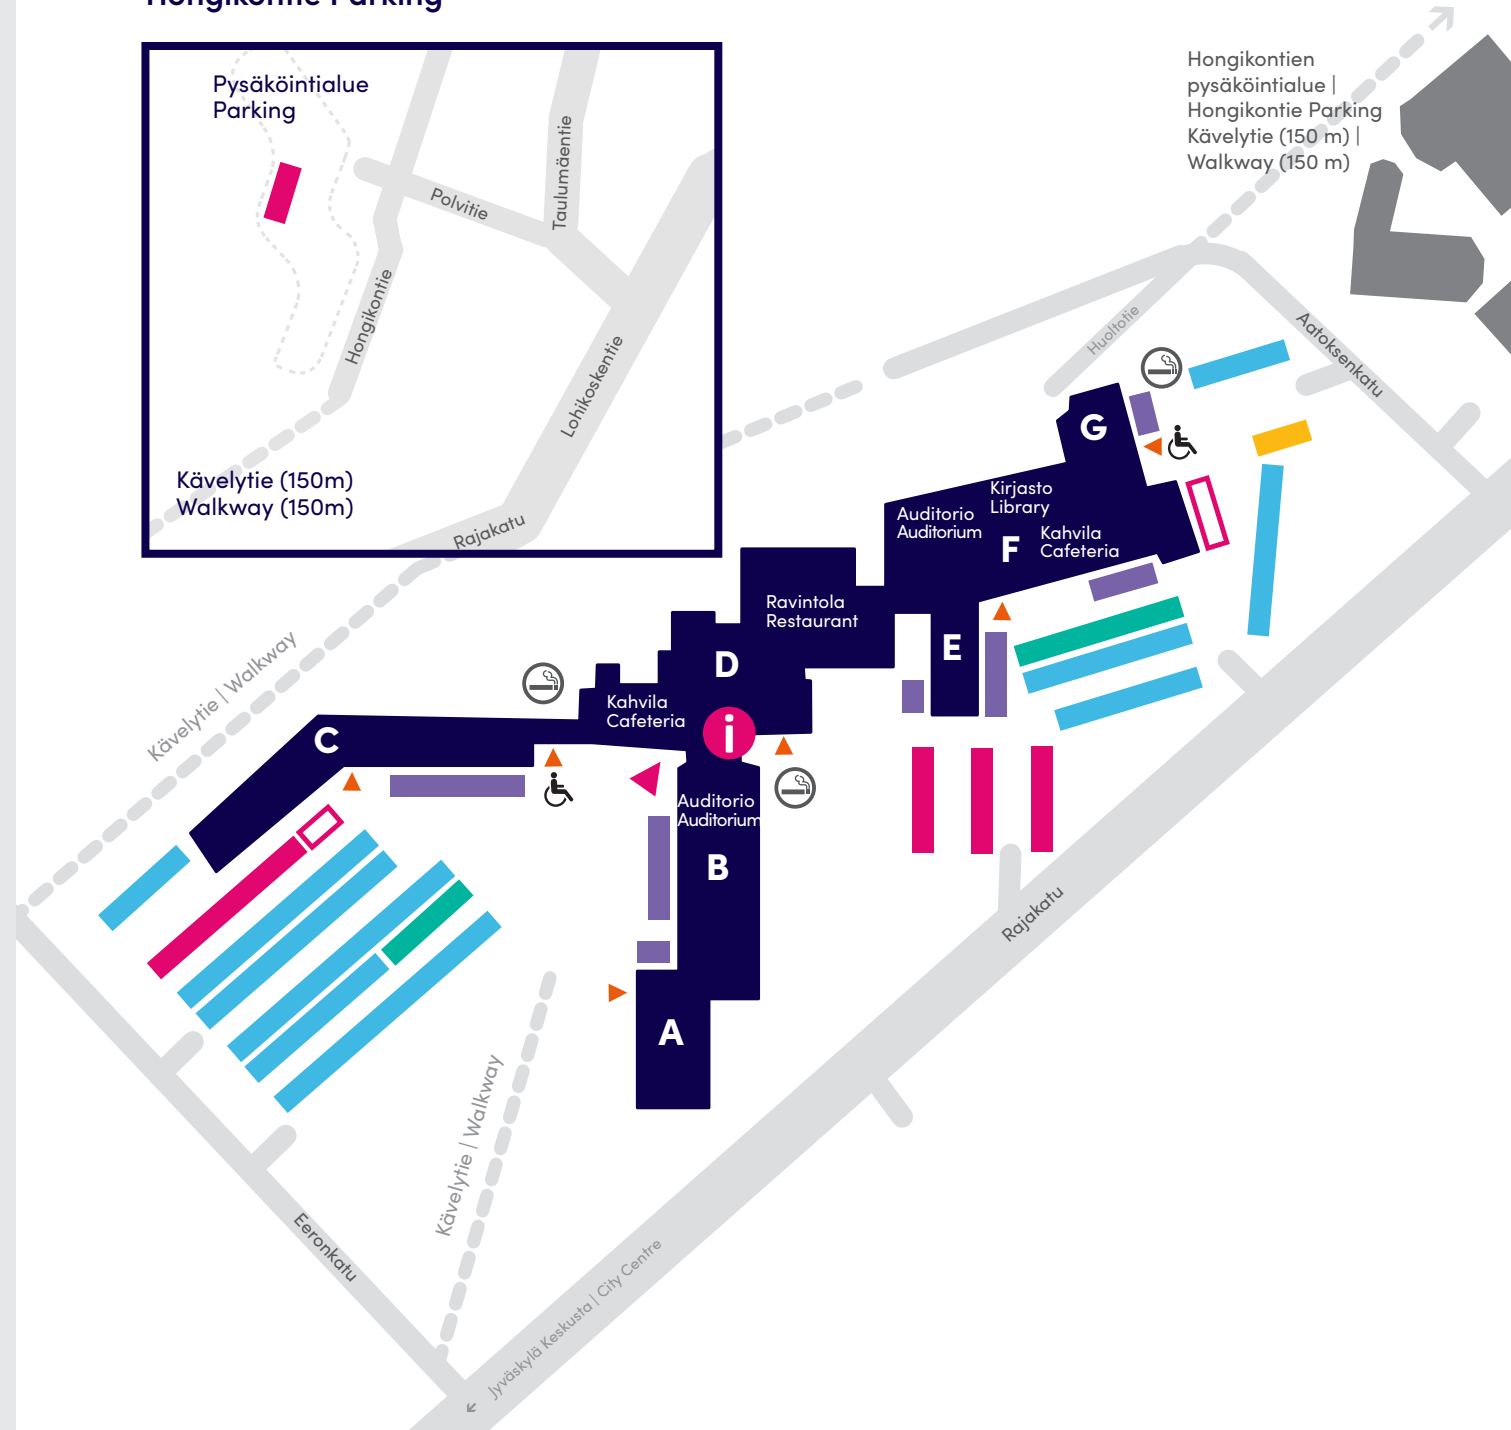 Hongikontie Parking
Pysäköintialue
Parking
Hongikontie
Polvitie
Taulumäentie
Lohikoskentie
Rajakatu
Kävelytie (150m)
Walkway (150m)
Hongikontien
pysäköintialue |
Hongikontie Parking
Kävelytie (150 m) |
Walkway (150 m)
Huoltotie
Aatoksenkatu
G
Kirjasto
Library
Auditorio
Auditorium
F
Kahvila
Cafeteria
Ravintola
Restaurant
E
D
Kahvila
Cafeteria
i
C
Kävelytie | Walkway
Auditorio
Auditorium
B
A
Rajakatu
Kävelytie | Walkway
Eeronkatu
Jyväskylä Keskusta | City Centre